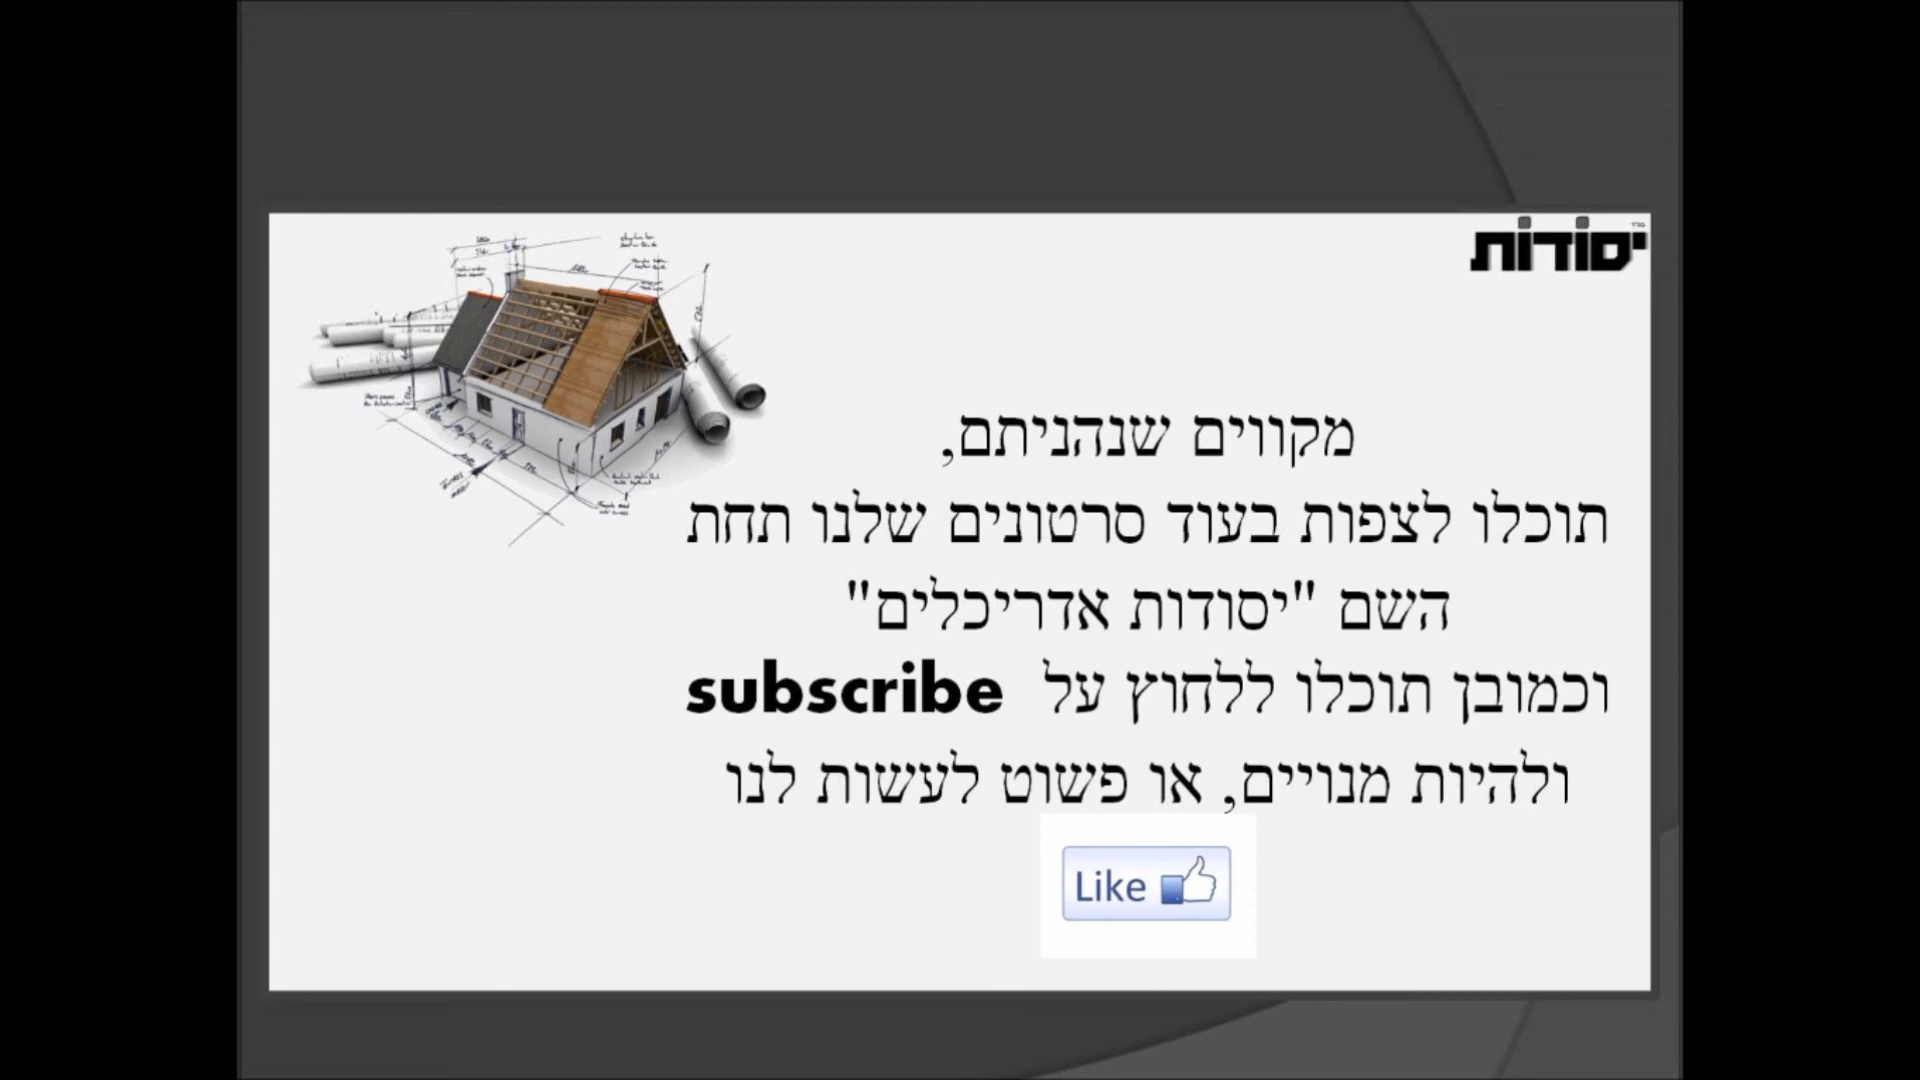 יסודות
מקווים שנהניתם,
תוכלו לצפות בעוד סרטונים שלנו תחת
השם "יסודות אדריכלים"
וכמובן תוכלו ללחוץ על subscribe
ולהיות מנויים, או פשוט לעשות לנו
Like